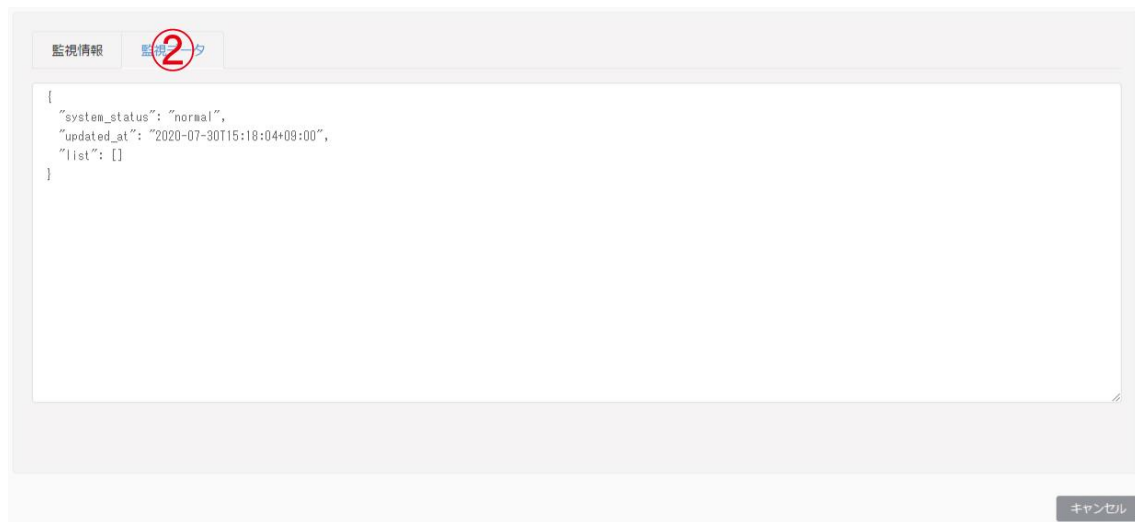 監視情報 監視データ
②
{
  "system_status": "normal",
  "updated_at": "2020-07-30T15:18:04+09:00",
  "list": []
}
キャンセル